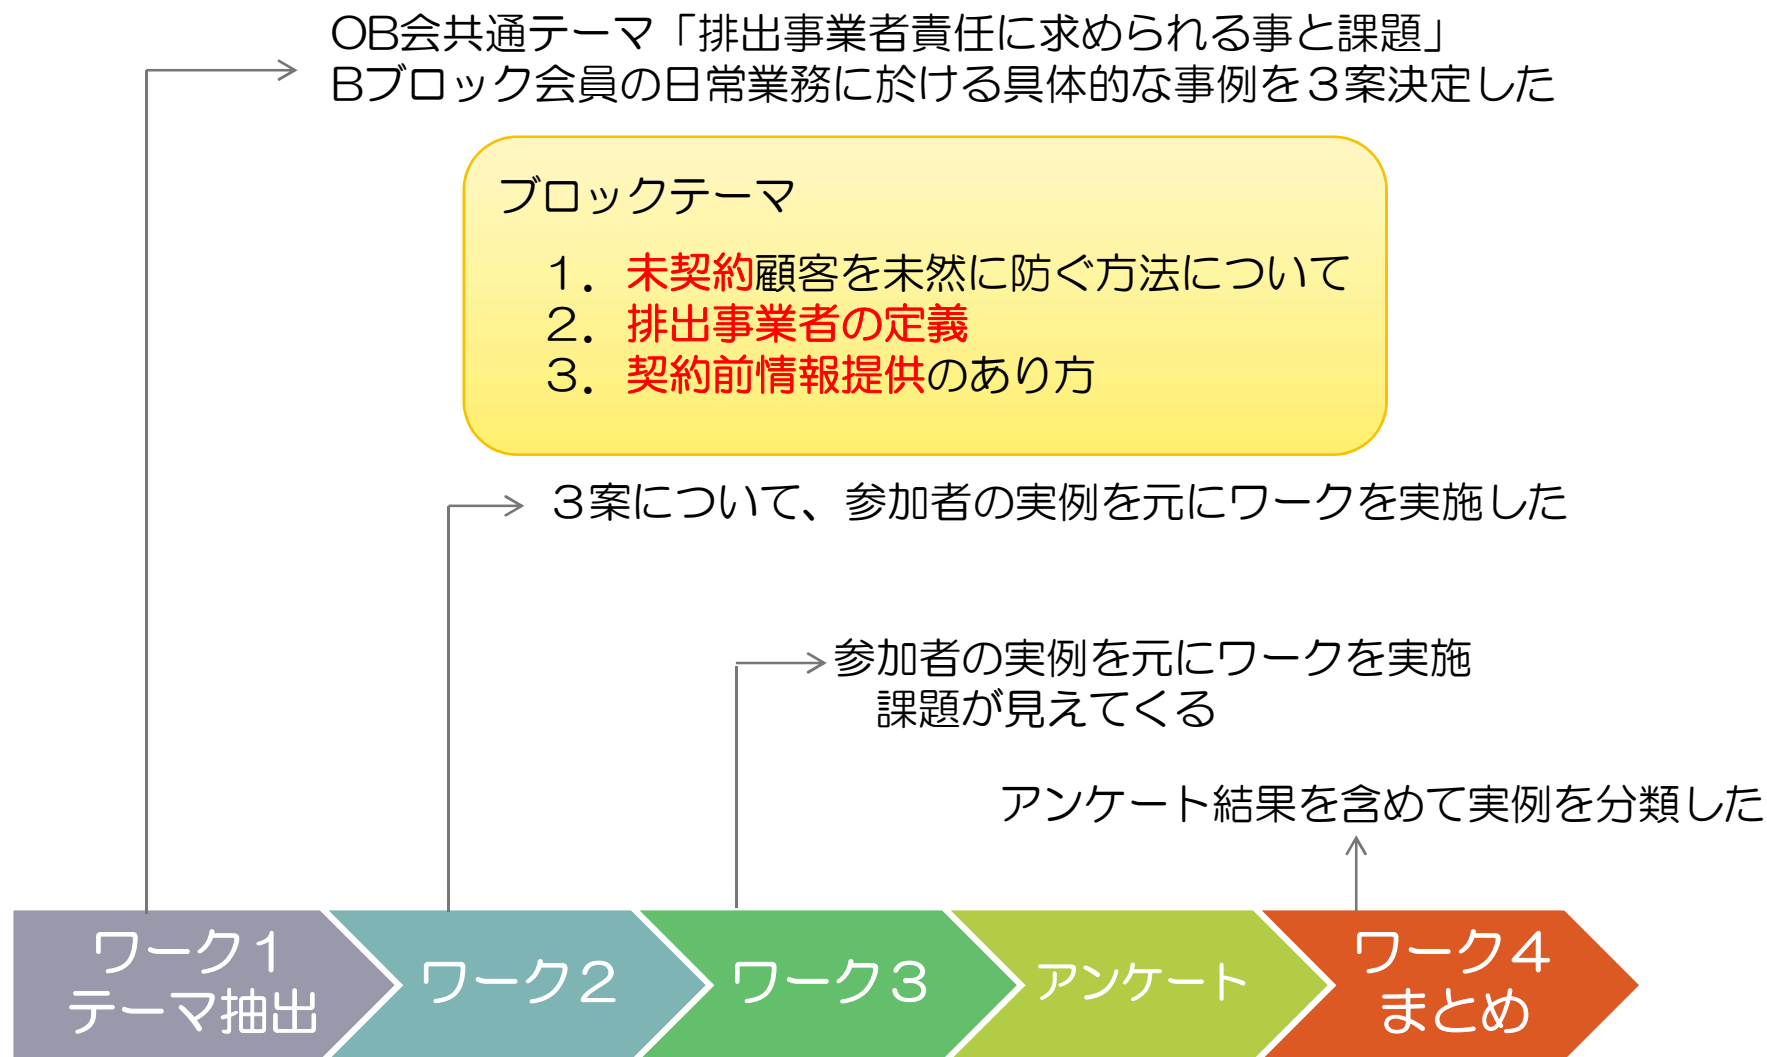 OB会共通テーマ「排出事業者責任に求められる事と課題」
Bブロック会員の日常業務に於ける具体的な事例を３案決定した
ブロックテーマ
１．未契約顧客を未然に防ぐ方法について
２．排出事業者の定義
３．契約前情報提供のあり方
３案について、参加者の実例を元にワークを実施した
参加者の実例を元にワークを実施
課題が見えてくる
アンケート結果を含めて実例を分類した
ワーク１
テーマ抽出
ワーク２
ワーク３
アンケート
ワーク４
まとめ